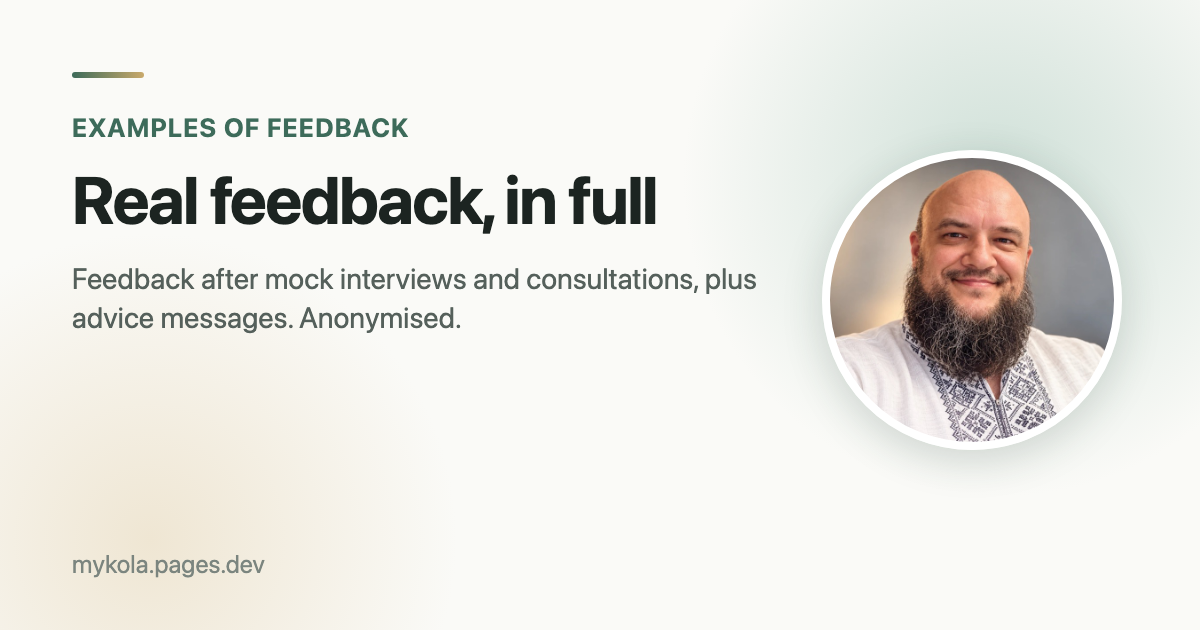 EXAMPLES OF FEEDBACK
Real feedback, in full
Feedback after mock interviews and consultations, plus
advice messages. Anonymised.
mykola.pages.dev